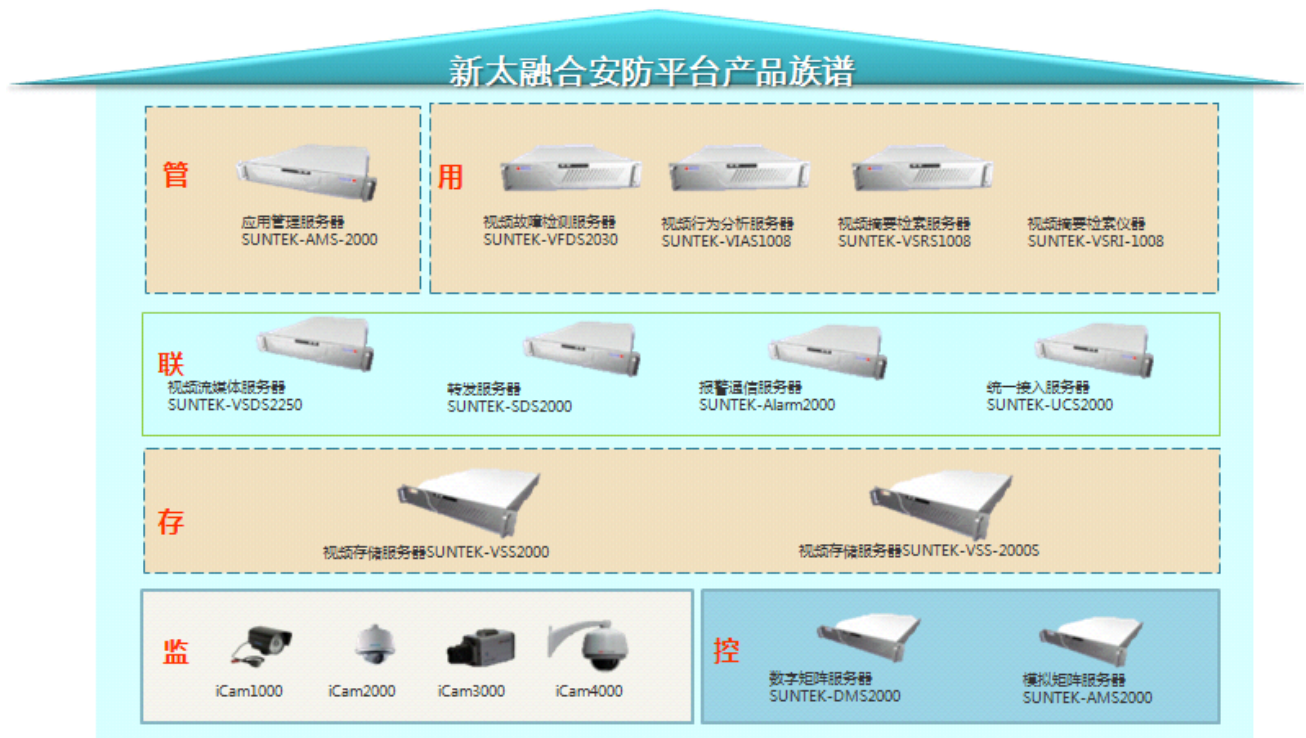 新太融合安防平台产品族谱
管
应用管理服务器
SUNTEK-AMS-2000
用
视频故障检测服务器
SUNTEK-VFDS2030
视频行为分析服务器
SUNTEK-VIAS1008
视频摘要检索服务器
SUNTEK-VSRS1008
视频摘要检索仪器
SUNTEK-VSRI-1008
联
视频流媒体服务器
SUNTEK-VSDS2250
转发服务器
SUNTEK-SDS2000
报警通信服务器
SUNTEK-Alarm2000
统一接入服务器
SUNTEK-UCS2000
存
视频存储服务器SUNTEK-VSS2000
视频存储服务器SUNTEK-VSS-2000S
监
iCam1000
iCam2000
iCam3000
iCam4000
控
数字矩阵服务器
SUNTEK-DMS2000
模拟矩阵服务器
SUNTEK-AMS2000